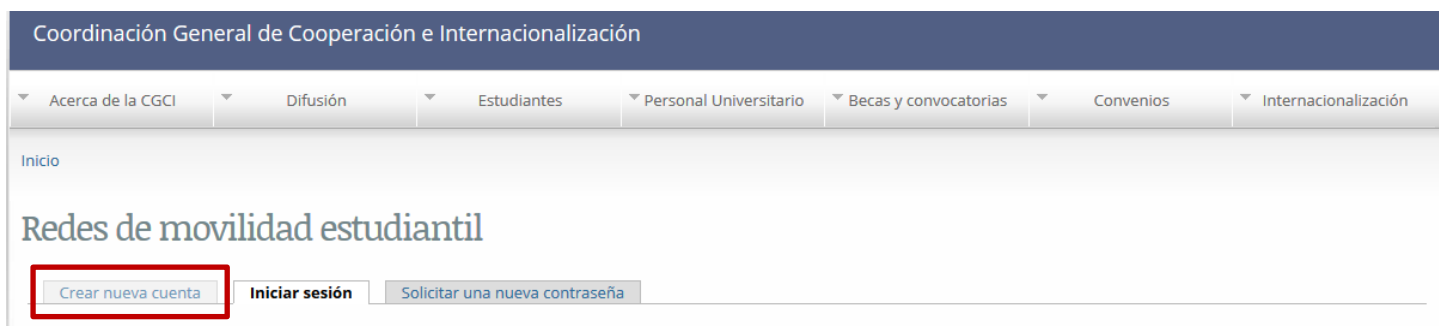 Coordinación General de Cooperación e Internacionalización
Acerca de la CGCI Difusión Estudiantes Personal Universitario Becas y convocatorias Convenios Internacionalización
Inicio
Redes de movilidad estudiantil
Crear nueva cuenta Iniciar sesión Solicitar una nueva contraseña